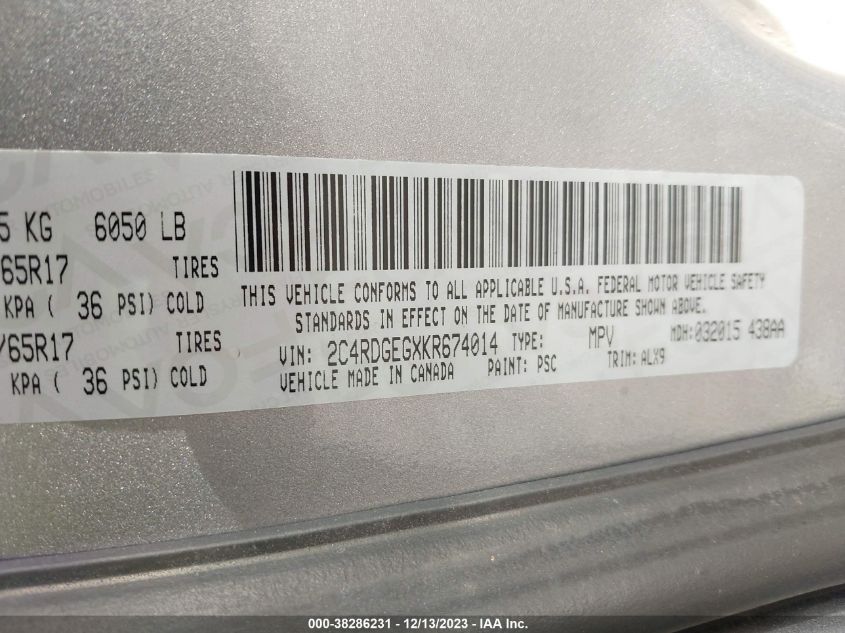 5 KG 6050 LB
65R17 TIRES
KPA ( 36 PSI) COLD
/65R17 TIRES
KPA ( 36 PSI) COLD
THIS VEHICLE CONFORMS TO ALL APPLICABLE U.S.A. FEDERAL MOTOR VEHICLE SAFETY
STANDARDS IN EFFECT ON THE DATE OF MANUFACTURE SHOWN ABOVE.
VIN: 2C4RDGEGXKR674014 TYPE: MPV MDH: 032015 438AA
VEHICLE MADE IN CANADA PAINT: PSC TRIM: ALX9
000-38286231 - 12/13/2023 - IAA Inc.